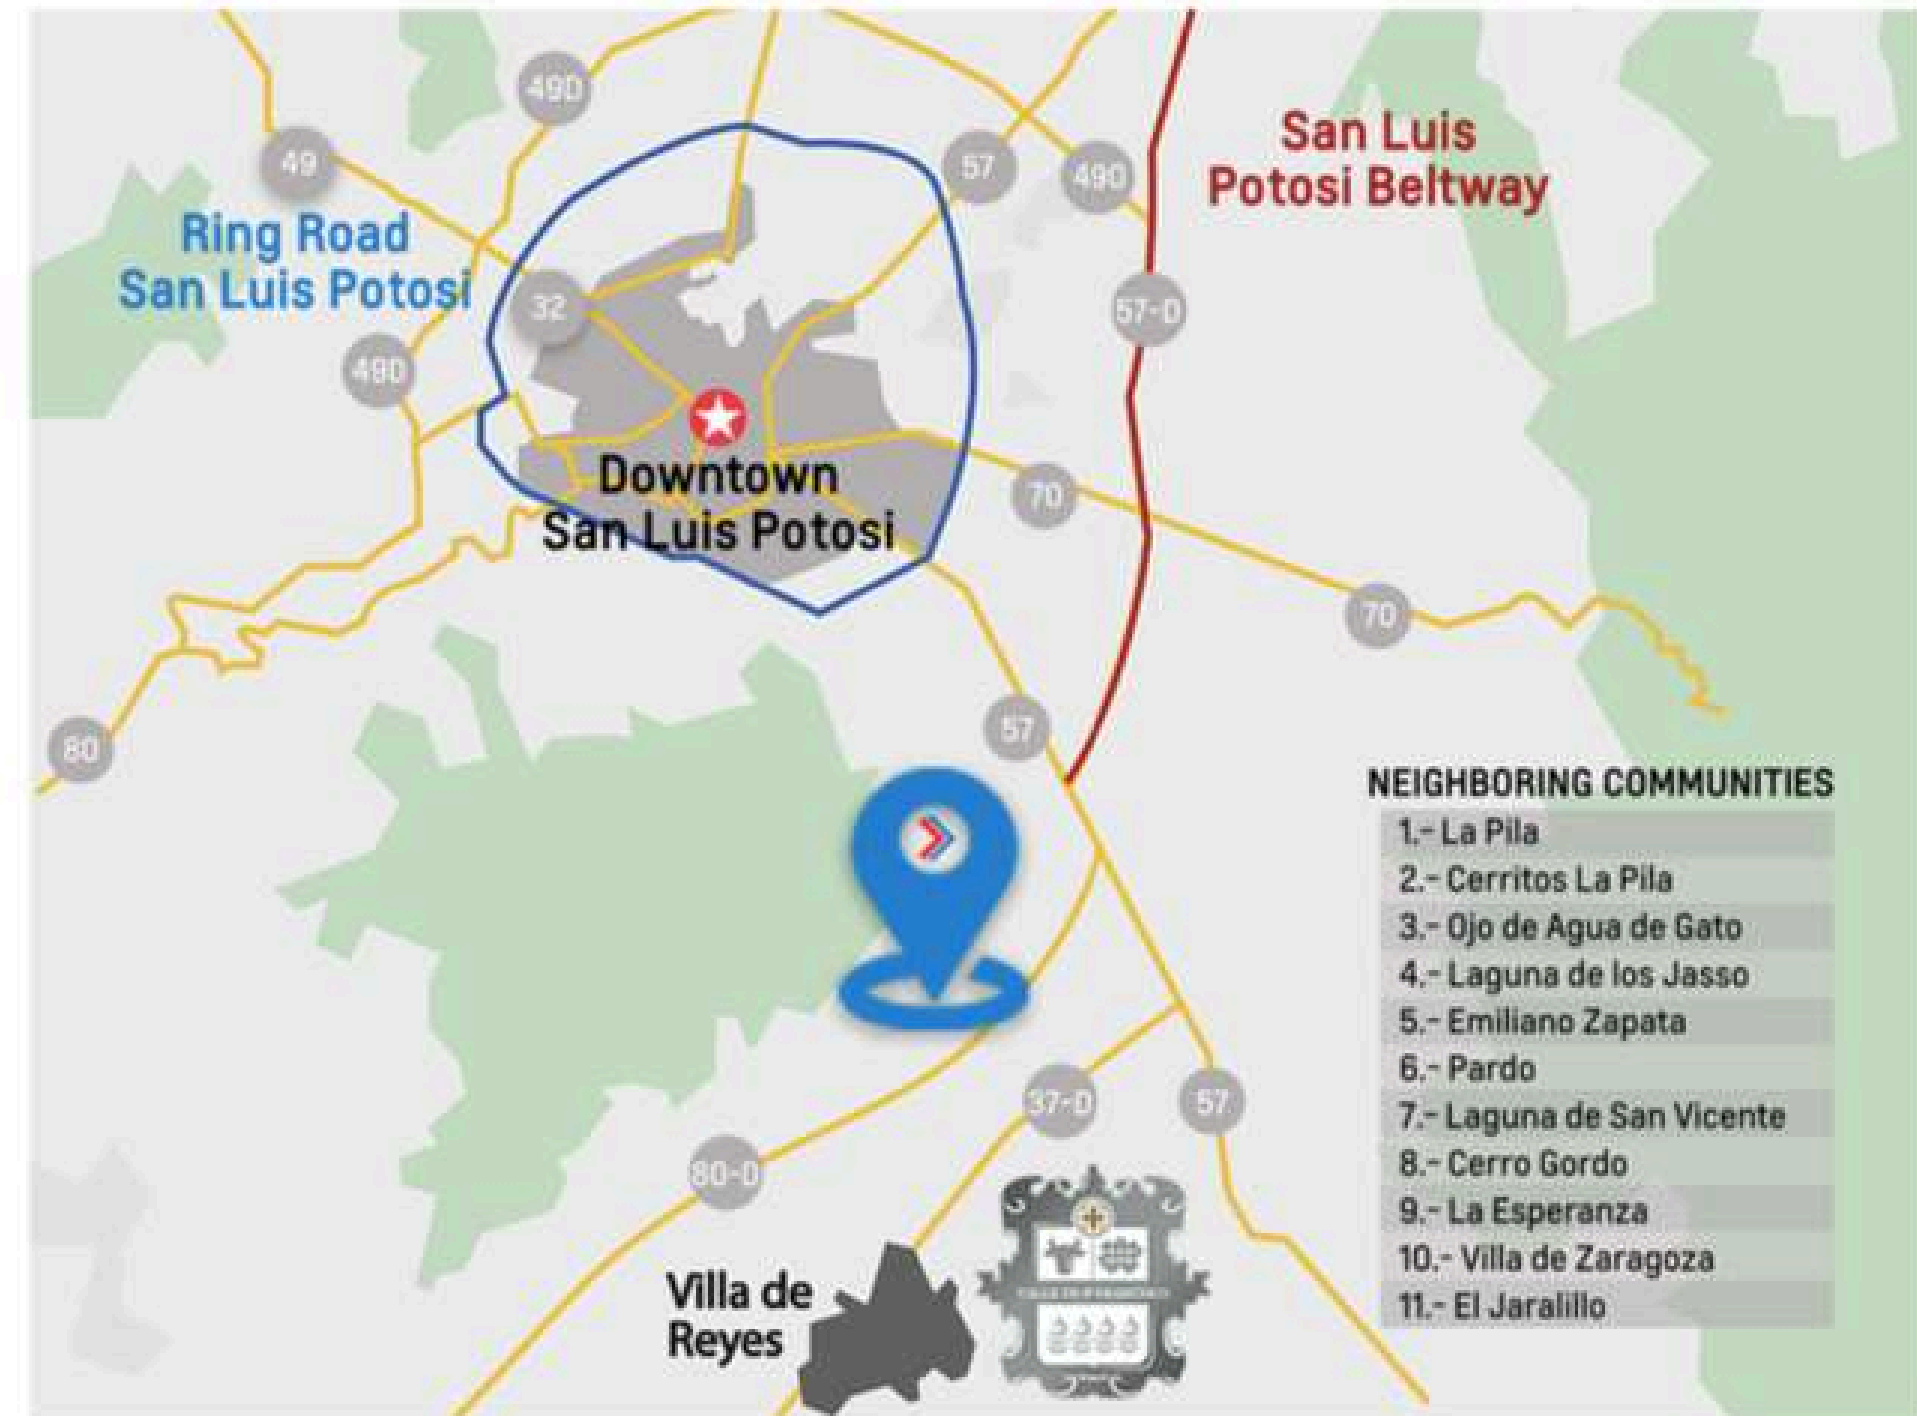 49D
49
57
49D
San Luis
Potosi Beltway
Ring Road
San Luis Potosi
32
57-D
49D
Downtown
San Luis Potosi
70
70
57
80
NEIGHBORING COMMUNITIES
1.- La Pila
2.- Cerritos La Pila
3.- Ojo de Agua de Gato
4.- Laguna de los Jasso
5.- Emiliano Zapata
6.- Pardo
7.- Laguna de San Vicente
8.- Cerro Gordo
9.- La Esperanza
10.- Villa de Zaragoza
11.- El Jaralillo
37-D
57
80-D
Villa de
Reyes